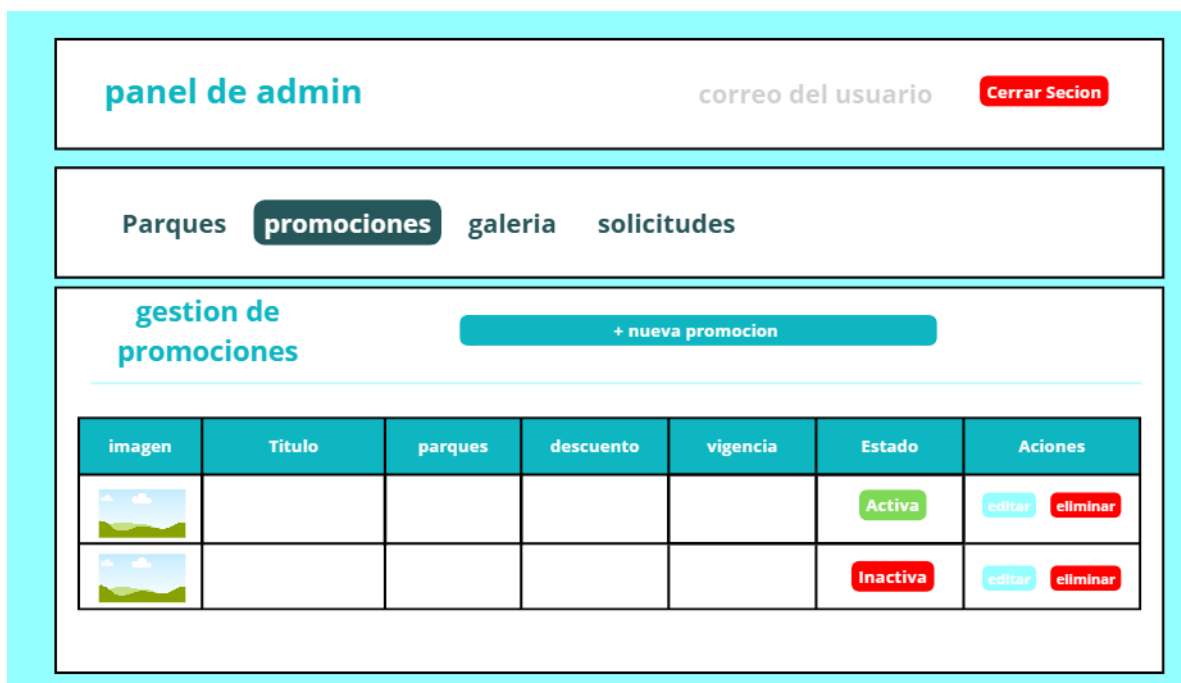 panel de admin
correo del usuario
Cerrar Secion
Parques
promociones
galeria
solicitudes
gestion de
promociones
+ nueva promocion
imagen
Titulo
parques
descuento
vigencia
Estado
Aciones
Activa
editar
eliminar
Inactiva
editar
eliminar